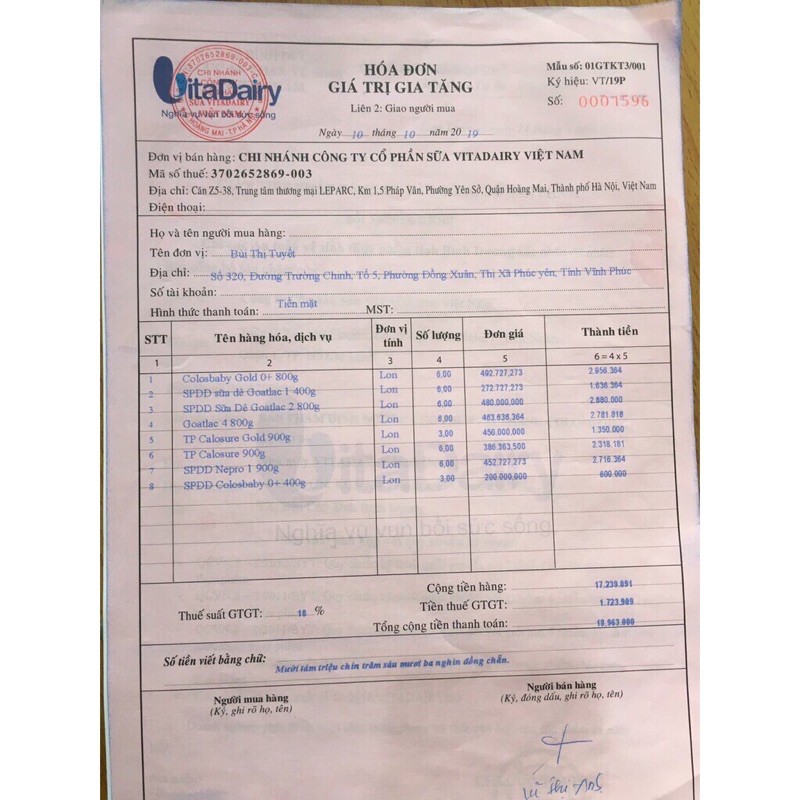 VitaDairy
Nghĩa vụ vun bồi sức sống
3702652869-003
CHI NHÁNH
SỮA VITADAIRY
HÓA ĐƠN
GIÁ TRỊ GIA TĂNG
Liên 2: Giao người mua
Ngày 10 tháng 10 năm 2019
Mẫu số: 01GTKT3/001
Ký hiệu: VT/19P
Số: 0007596
Đơn vị bán hàng: CHI NHÁNH CÔNG TY CỔ PHẦN SỮA VITADAIRY VIỆT NAM
Mã số thuế: 3702652869-003
Địa chỉ: Căn Z5-38, Trung tâm thương mại LEPARC, Km 1,5 Pháp Vân, Phường Yên Sở, Quận Hoàng Mai, Thành phố Hà Nội, Việt Nam
Điện thoại:
Họ và tên người mua hàng:
Tên đơn vị: Bùi Thị Tuyết
Địa chỉ: Số 320, Đường Trường Chinh, Tổ 5, Phường Đồng Xuân, Thị Xã Phúc yên, Tỉnh Vĩnh Phúc
Số tài khoản:
Hình thức thanh toán: Tiền mặt MST:
STT Tên hàng hóa, dịch vụ Đơn vị tính Số lượng Đơn giá Thành tiền
1 2 3 4 5 6 = 4 x 5
1 Colosbaby Gold 0+ 800g Lon 6,00 492.727,273 2.956.364
2 SPDD sữa dê Goatlac 1 400g Lon 6,00 272.727,273 1.636.364
3 SPDD Sữa Dê Goatlac 2 800g Lon 6,00 480.000,000 2.880.000
4 Goatlac 4 800g Lon 6,00 463.636,364 2.781.818
5 TP Calosure Gold 900g Lon 3,00 450.000,000 1.350.000
6 TP Calosure 900g Lon 6,00 386.363,500 2.318.181
7 SPDD Nepro 1 900g Lon 6,00 452.727,273 2.716.364
8 SPDD Colosbaby 0+ 400g Lon 3,00 200.000,000 600.000
VitaDairy
Nghĩa vụ vun bồi sức sống
Cộng tiền hàng: 17.239.091
Thuế suất GTGT: 10 % Tiền thuế GTGT: 1.723.909
Tổng cộng tiền thanh toán: 18.963.000
Số tiền viết bằng chữ: Mười tám triệu chín trăm sáu mươi ba nghìn đồng chẵn.
Người mua hàng
(Ký, ghi rõ họ, tên)
Người bán hàng
(Ký, đóng dấu, ghi rõ họ, tên)